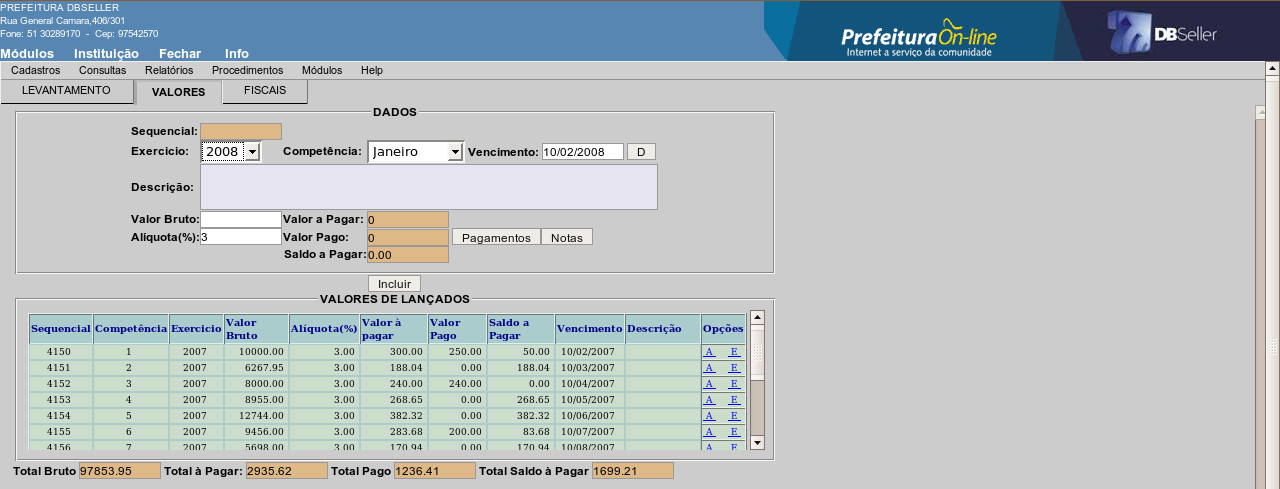 PREFEITURA DBSELLER
Rua General Camara,406/301
Fone: 51 30289170 - Cep: 97542570
Módulos Instituição Fechar Info
Prefeitura On-line
Internet a serviço da comunidade
DBSeller
Cadastros Consultas Relatórios Procedimentos Módulos Help
LEVANTAMENTO VALORES FISCAIS
DADOS
Sequencial:
Exercicio: 2008 Competência: Janeiro Vencimento: 10/02/2008 D
Descrição:
Valor Bruto: Valor a Pagar: 0
Alíquota(%): 3 Valor Pago: 0 Pagamentos Notas
Saldo a Pagar: 0.00
Incluir
VALORES DE LANÇADOS
Sequencial Competência Exercicio Valor Bruto Alíquota(%) Valor à pagar Valor Pago Saldo a Pagar Vencimento Descrição Opções
4150 1 2007 10000.00 3.00 300.00 250.00 50.00 10/02/2007 A E
4151 2 2007 6267.95 3.00 188.04 0.00 188.04 10/03/2007 A E
4152 3 2007 8000.00 3.00 240.00 240.00 0.00 10/04/2007 A E
4153 4 2007 8955.00 3.00 268.65 0.00 268.65 10/05/2007 A E
4154 5 2007 12744.00 3.00 382.32 0.00 382.32 10/06/2007 A E
4155 6 2007 9456.00 3.00 283.68 200.00 83.68 10/07/2007 A E
4156 7 2007 5698.00 3.00 170.94 0.00 170.94 10/08/2007 A E
Total Bruto 97853.95 Total à Pagar: 2935.62 Total Pago 1236.41 Total Saldo à Pagar 1699.21